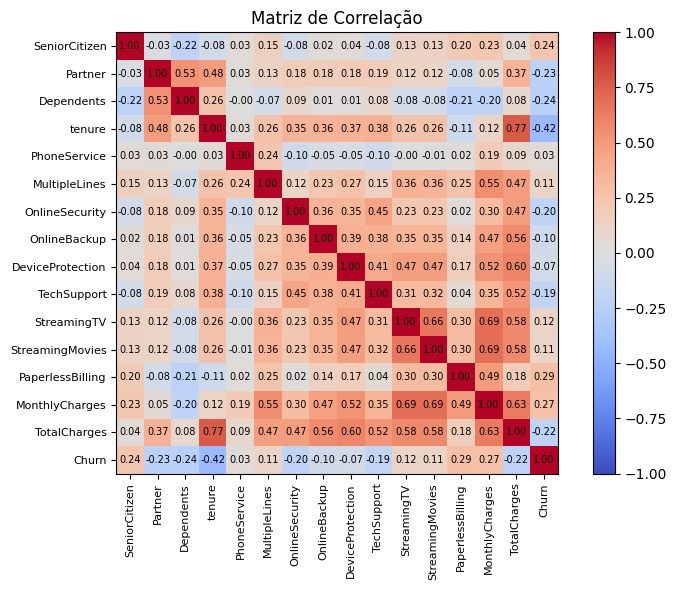 Matriz de Correlação
SeniorCitizen 1.00 -0.03 -0.22 -0.08 0.03 0.15 -0.08 0.02 0.04 -0.08 0.13 0.13 0.20 0.23 0.04 0.24
Partner -0.03 1.00 0.53 0.48 0.03 0.13 0.18 0.18 0.18 0.19 0.12 0.12 -0.08 0.05 0.37 -0.23
Dependents -0.22 0.53 1.00 0.26 -0.00 -0.07 0.09 0.01 0.01 0.08 -0.08 -0.08 -0.21 -0.20 0.08 -0.24
tenure -0.08 0.48 0.26 1.00 0.03 0.26 0.35 0.36 0.37 0.38 0.26 0.26 -0.11 0.12 0.77 -0.42
PhoneService 0.03 0.03 -0.00 0.03 1.00 0.24 -0.10 -0.05 -0.05 -0.10 -0.00 -0.01 0.02 0.19 0.09 0.03
MultipleLines 0.15 0.13 -0.07 0.26 0.24 1.00 0.12 0.23 0.27 0.15 0.36 0.36 0.25 0.55 0.47 0.11
OnlineSecurity -0.08 0.18 0.09 0.35 -0.10 0.12 1.00 0.36 0.35 0.45 0.23 0.23 0.02 0.30 0.47 -0.20
OnlineBackup 0.02 0.18 0.01 0.36 -0.05 0.23 0.36 1.00 0.39 0.38 0.35 0.35 0.14 0.47 0.56 -0.10
DeviceProtection 0.04 0.18 0.01 0.37 -0.05 0.27 0.35 0.39 1.00 0.41 0.47 0.47 0.17 0.52 0.60 -0.07
TechSupport -0.08 0.19 0.08 0.38 -0.10 0.15 0.45 0.38 0.41 1.00 0.31 0.32 0.04 0.35 0.52 -0.19
StreamingTV 0.13 0.12 -0.08 0.26 -0.00 0.36 0.23 0.35 0.47 0.31 1.00 0.66 0.30 0.69 0.58 0.12
StreamingMovies 0.13 0.12 -0.08 0.26 -0.01 0.36 0.23 0.35 0.47 0.32 0.66 1.00 0.30 0.69 0.58 0.11
PaperlessBilling 0.20 -0.08 -0.21 -0.11 0.02 0.25 0.02 0.14 0.17 0.04 0.30 0.30 1.00 0.49 0.18 0.29
MonthlyCharges 0.23 0.05 -0.20 0.12 0.19 0.55 0.30 0.47 0.52 0.35 0.69 0.69 0.49 1.00 0.63 0.27
TotalCharges 0.04 0.37 0.08 0.77 0.09 0.47 0.47 0.56 0.60 0.52 0.58 0.58 0.18 0.63 1.00 -0.22
Churn 0.24 -0.23 -0.24 -0.42 0.03 0.11 -0.20 -0.10 -0.07 -0.19 0.12 0.11 0.29 0.27 -0.22 1.00
SeniorCitizen
Partner
Dependents
tenure
PhoneService
MultipleLines
OnlineSecurity
OnlineBackup
DeviceProtection
TechSupport
StreamingTV
StreamingMovies
PaperlessBilling
MonthlyCharges
TotalCharges
Churn
1.00
0.75
0.50
0.25
0.00
−0.25
−0.50
−0.75
−1.00